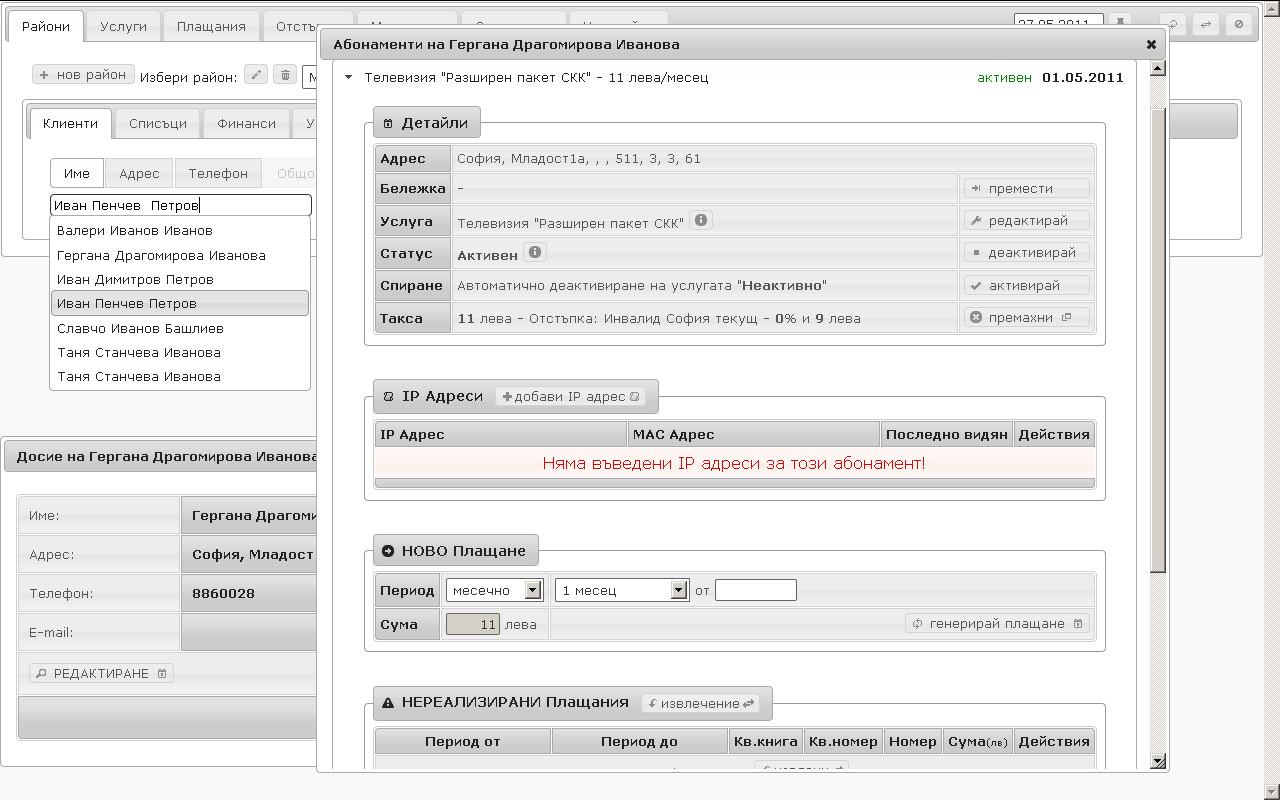 Райони
Услуги
Плащания
27.05.2011
+ нов район
Избери район:
Клиенти
Списъци
Финанси
Име
Адрес
Телефон
Иван Пенчев  Петров
Валери Иванов Иванов
Гергана Драгомирова Иванова
Иван Димитров Петров
Иван Пенчев Петров
Славчо Иванов Башлиев
Таня Станчева Иванова
Таня Станчева Иванова
Досие на Гергана Драгомирова Иванова
Име:
Гергана Драгоми
Адрес:
София, Младост
Телефон:
8860028
E-mail:
РЕДАКТИРАНЕ
Абонаменти на Гергана Драгомирова Иванова
Телевизия "Разширен пакет СКК" - 11 лева/месец
активен 01.05.2011
Детайли
Адрес
София, Младост1а, , , 511, 3, 3, 61
Бележка
-
премести
Услуга
Телевизия "Разширен пакет СКК"
редактирай
Статус
Активен
деактивирай
Спиране
Автоматично деактивиране на услугата "Неактивно"
активирай
Такса
11 лева - Отстъпка: Инвалид София текущ - 0% и 9 лева
премахни
IP Адреси
+добави IP адрес
IP Адрес
MAC Адрес
Последно видян
Действия
Няма въведени IP адреси за този абонамент!
НОВО Плащане
Период
месечно
1 месец
от
Сума
11
лева
генерирай плащане
НЕРЕАЛИЗИРАНИ Плащания
извлечение
Период от
Период до
Кв.книга
Кв.номер
Номер
Сума(лв)
Действия